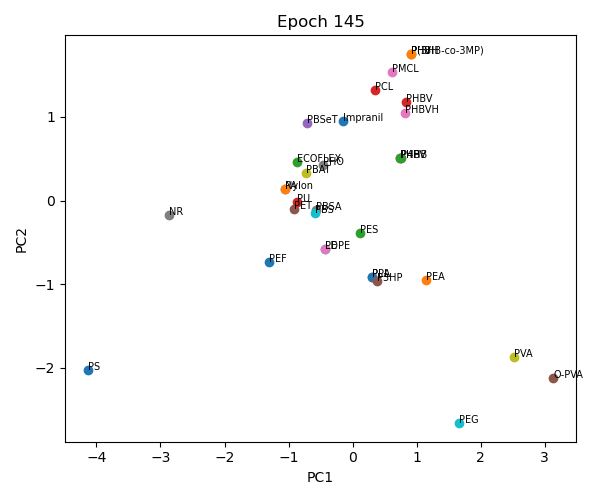 Epoch 145
P(3HB-co-3MP)
PMCL
PCL
PHBV
PHBVH
PBSeT
Impranil
ECOFLEX
PHO
PBAT
Nylon
PU
PET
PBSA
PBS
NR
PES
LDPE
PEF
PLA
P3HP
PEA
PS
PVA
O-PVA
PEG
PC2
1
0
−1
−2
−4
−3
−2
−1
0
1
2
3
PC1